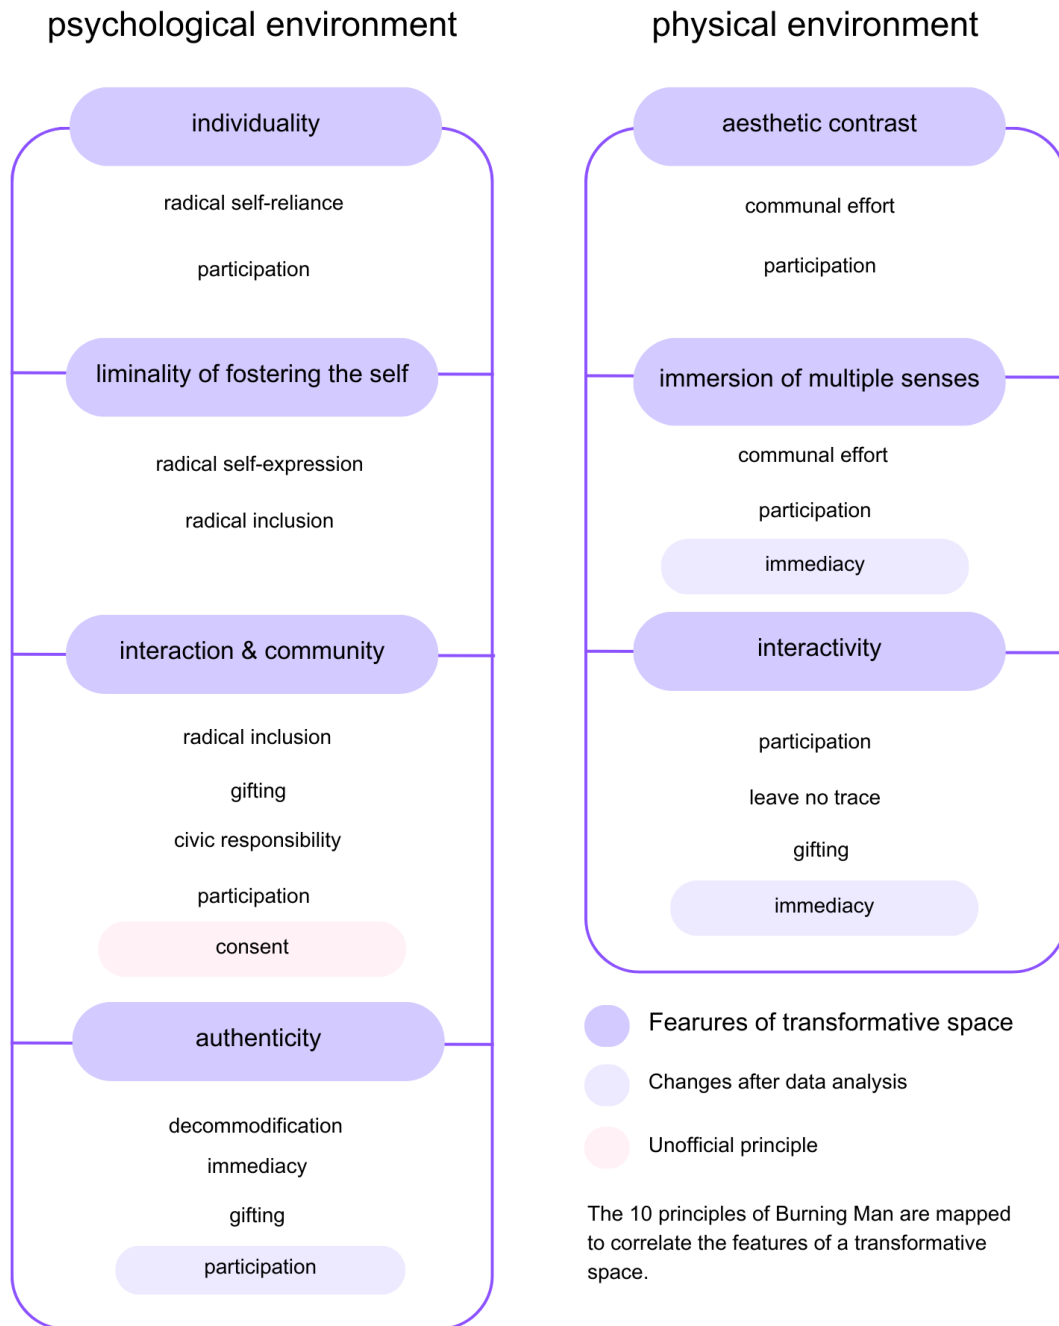 psychological environment
individuality
radical self-reliance
participation
liminality of fostering the self
radical self-expression
radical inclusion
interaction & community
radical inclusion
gifting
civic responsibility
participation
consent
authenticity
decommodification
immediacy
gifting
participation
physical environment
aesthetic contrast
communal effort
participation
immersion of multiple senses
communal effort
participation
immediacy
interactivity
participation
leave no trace
gifting
immediacy
Fearures of transformative space
Changes after data analysis
Unofficial principle
The 10 principles of Burning Man are mapped
to correlate the features of a transformative
space.